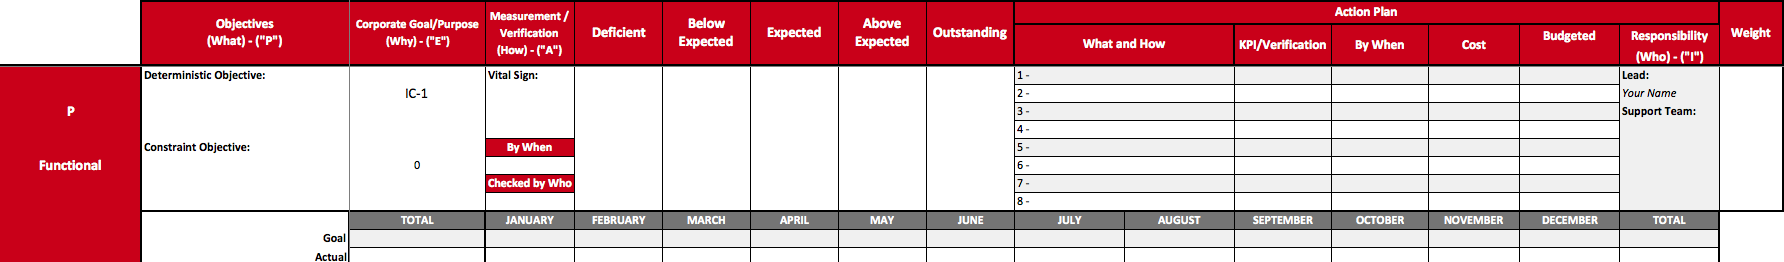 Action Plan
Objectives
(What) - ("P")
Corporate Goal/Purpose
(Why) - ("E")
Measurement /
Verification
(How) - ("A")
Deficient
Below
Expected
Expected
Above
Expected
Outstanding
What and How
KPI/Verification
By When
Cost
Budgeted
Responsibility
(Who) - ("I")
Weight
P
Functional
Deterministic Objective:
IC-1
Constraint Objective:
0
Vital Sign:
By When
Checked by Who
1 -
2 -
3 -
4 -
5 -
6 -
7 -
8 -
Lead:
Your Name
Support Team:
TOTAL JANUARY FEBRUARY MARCH APRIL MAY JUNE JULY AUGUST SEPTEMBER OCTOBER NOVEMBER DECEMBER TOTAL
Goal
Actual